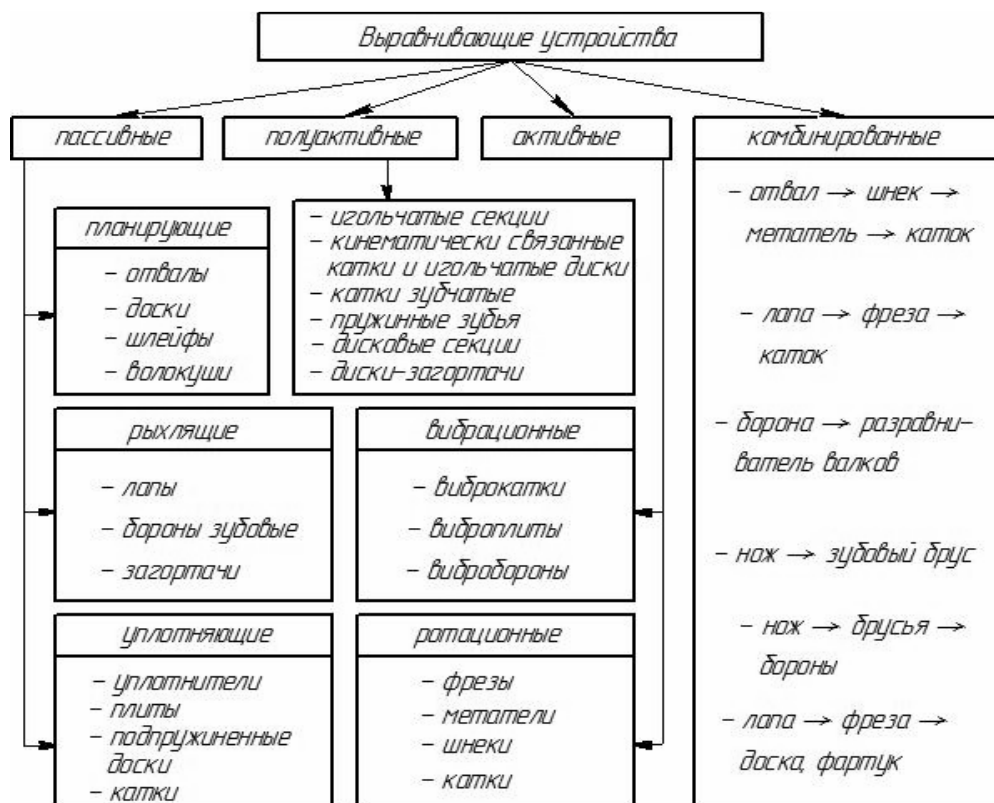 Выравнивающие устройства
пассивные
полуактивные
активные
комбинированные
планирующие
– отвалы
– доски
– шлейфы
– волокуши
– игольчатые секции
– кинематически связанные
катки и игольчатые диски
– катки зубчатые
– пружинные зубья
– дисковые секции
– диски-загортачи
рыхлящие
– лапы
– бороны зубовые
– загортачи
вибрационные
– виброкатки
– виброплиты
– вибробороны
уплотняющие
– уплотнители
– плиты
– подпружиненные
доски
– катки
ротационные
– фрезы
– метатели
– шнеки
– катки
– отвал → шнек →
метатель → каток
– лапа → фреза →
каток
– борона → разравни-
ватель валков
– нож → зубовый брус
– нож → брусья →
бороны
– лапа → фреза →
доска, фартук